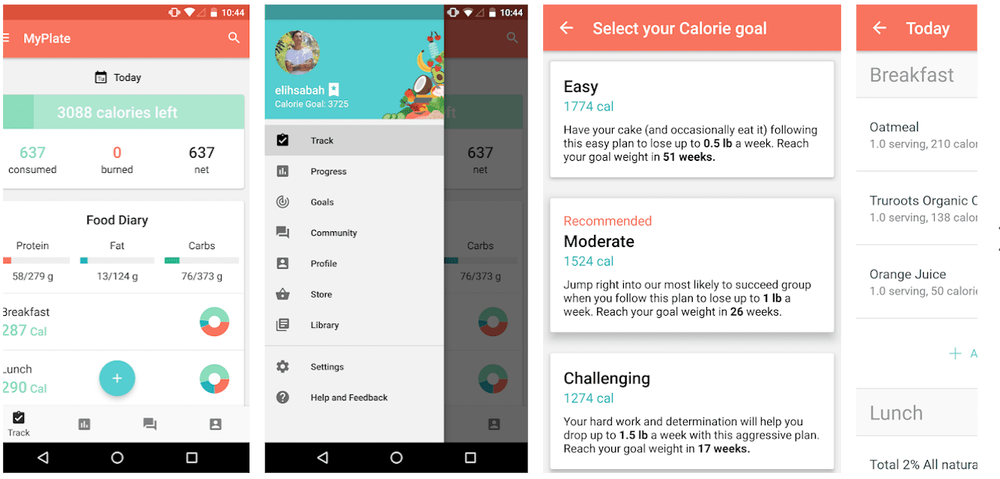 10:44
MyPlate
Tu
Today
3088 calories left
637
0
637
consumed
burned
net
Food Diary
Protein
Fat
Carbs
58/279 g
13/124 g
76/373 g
Breakfast
287 Cal
Lunch
290 Cal
Track
10:44
elihsabah
Calorie Goal: 3725
ft
Track
637
Progress
net
Goals
Community
Carbs
Profile
76/373 g
Store
Library
Settings
Help and Feedback
Select your Calorie goal
Easy
1774 cal
Have your cake (and occasionally eat it) following
this easy plan to lose up to 0.5 lb a week. Reach
your goal weight in 51 weeks.
Recommended
Moderate
1524 cal
Jump right into our most likely to succeed group
when you follow this plan to lose up to 1 lb a
week. Reach your goal weight in 26 weeks.
Challenging
1274 cal
Your hard work and determination will help you
drop up to 1.5 lb a week with this aggressive plan.
Reach your goal weight in 17 weeks.
Today
Breakfast
Oatmeal
1.0 serving, 210 calor
Truroots Organic C
1.0 serving, 138 calor
Orange Juice
1.0 serving, 50 calorie
+ A
Lunch
Total 2% All natura